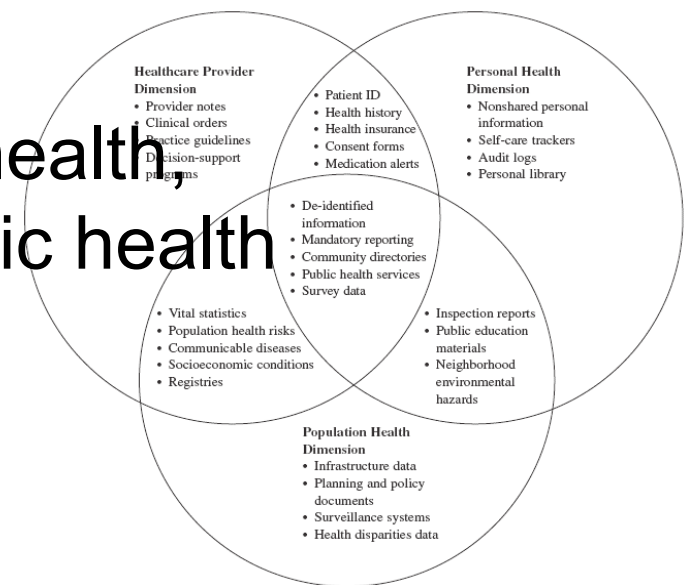 Healthcare Provider
Dimension
• Provider notes
• Clinical orders
• Practice guidelines
• Decision-support
programs
• Patient ID
• Health history
• Health insurance
• Consent forms
• Medication alerts
Personal Health
Dimension
• Nonshared personal
information
• Self-care trackers
• Audit logs
• Personal library
health,
ic health
• De-identified
information
• Mandatory reporting
• Community directories
• Public health services
• Survey data
• Vital statistics
• Population health risks
• Communicable diseases
• Socioeconomic conditions
• Registries
• Inspection reports
• Public education
materials
• Neighborhood
environmental
hazards
Population Health
Dimension
• Infrastructure data
• Planning and policy
documents
• Surveillance systems
• Health disparities data